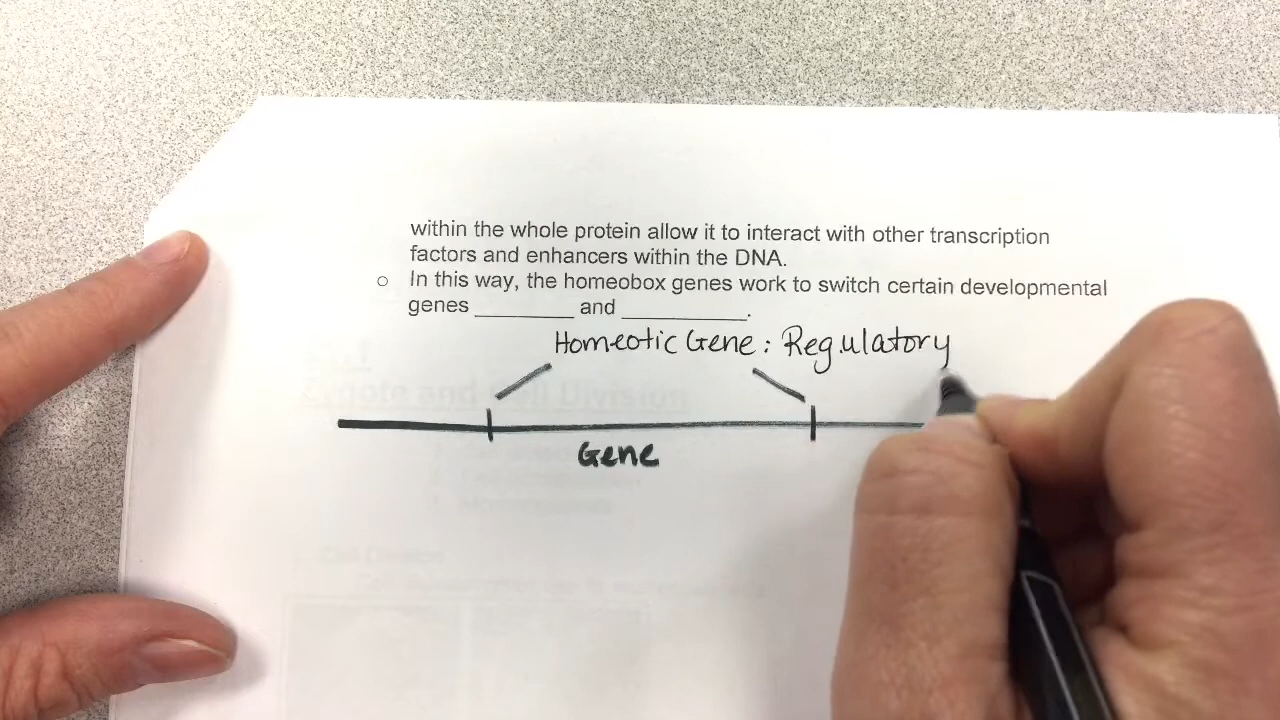 within the whole protein allow it to interact with other transcription
factors and enhancers within the DNA.
o In this way, the homeobox genes work to switch certain developmental
genes ________ and __________.
Homeotic Gene: Regulatory
Gene